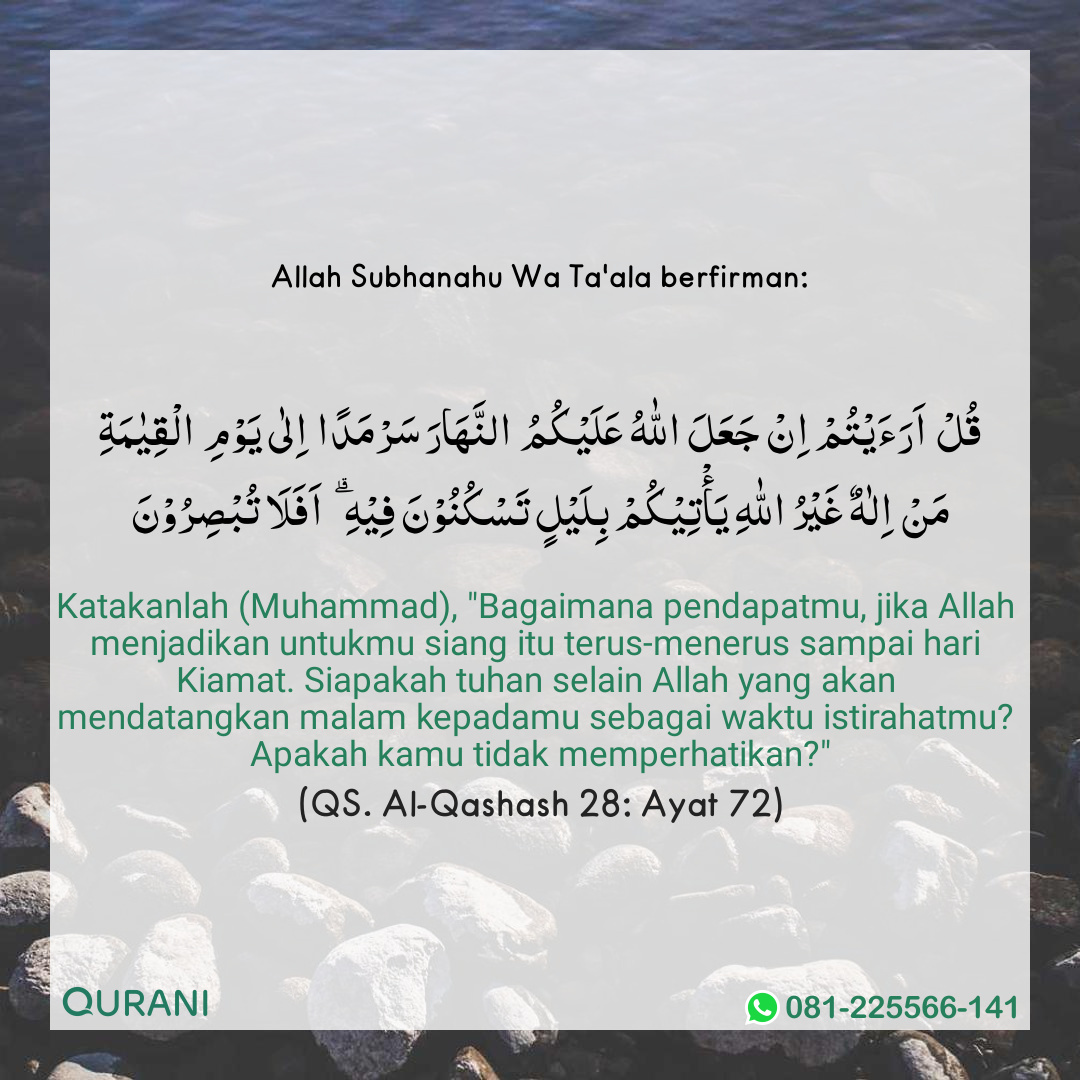 Allah Subhanahu Wa Ta'ala berfirman:
قُلْ اَرَءَيْتُمْ اِنْ جَعَلَ اللّٰهُ عَلَيْكُمُ النَّهَارَ سَرْمَدًا اِلٰى يَوْمِ الْقِيٰمَةِ
مَنْ اِلٰهٌ غَيْرُ اللّٰهِ يَأْتِيْكُمْ بِلَيْلٍ تَسْكُنُوْنَ فِيْهِ ۗ اَفَلَا تُبْصِرُوْنَ
Katakanlah (Muhammad), "Bagaimana pendapatmu, jika Allah
menjadikan untukmu siang itu terus-menerus sampai hari
Kiamat. Siapakah tuhan selain Allah yang akan
mendatangkan malam kepadamu sebagai waktu istirahatmu?
Apakah kamu tidak memperhatikan?"
(QS. Al-Qashash 28: Ayat 72)
QURANI
081-225566-141